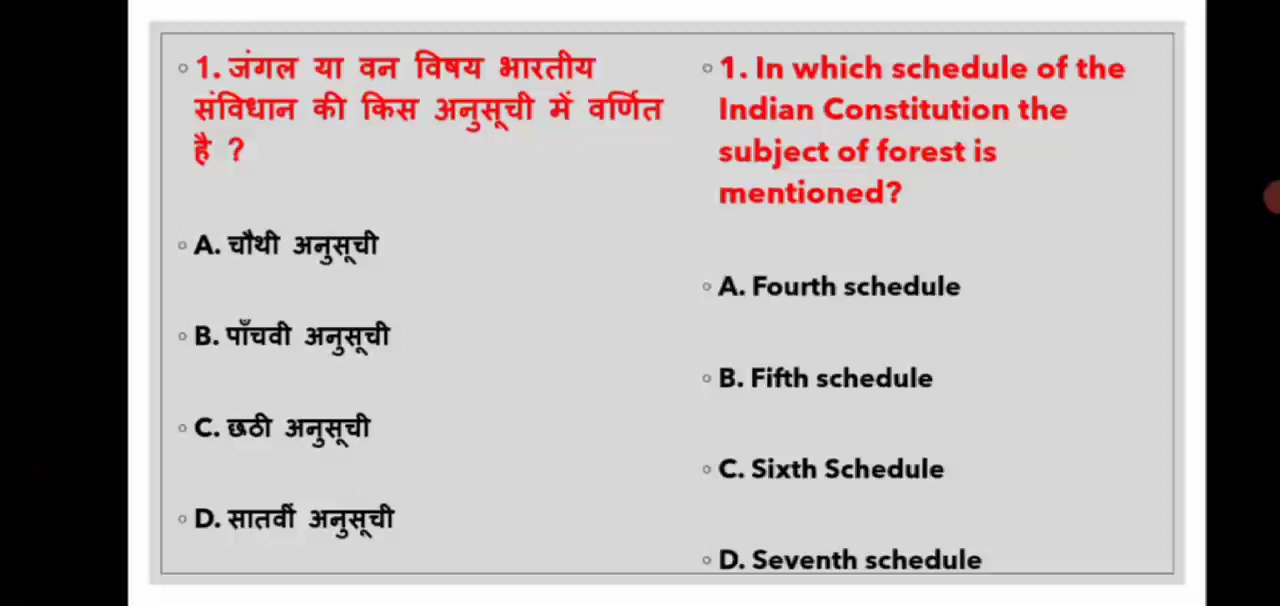 1. जंगल या वन विषय भारतीय
संविधान की किस अनुसूची में वर्णित
है ?
A. चौथी अनुसूची
B. पाँचवी अनुसूची
C. छठी अनुसूची
D. सातवीं अनुसूची
1. In which schedule of the
Indian Constitution the
subject of forest is
mentioned?
A. Fourth schedule
B. Fifth schedule
C. Sixth Schedule
D. Seventh schedule